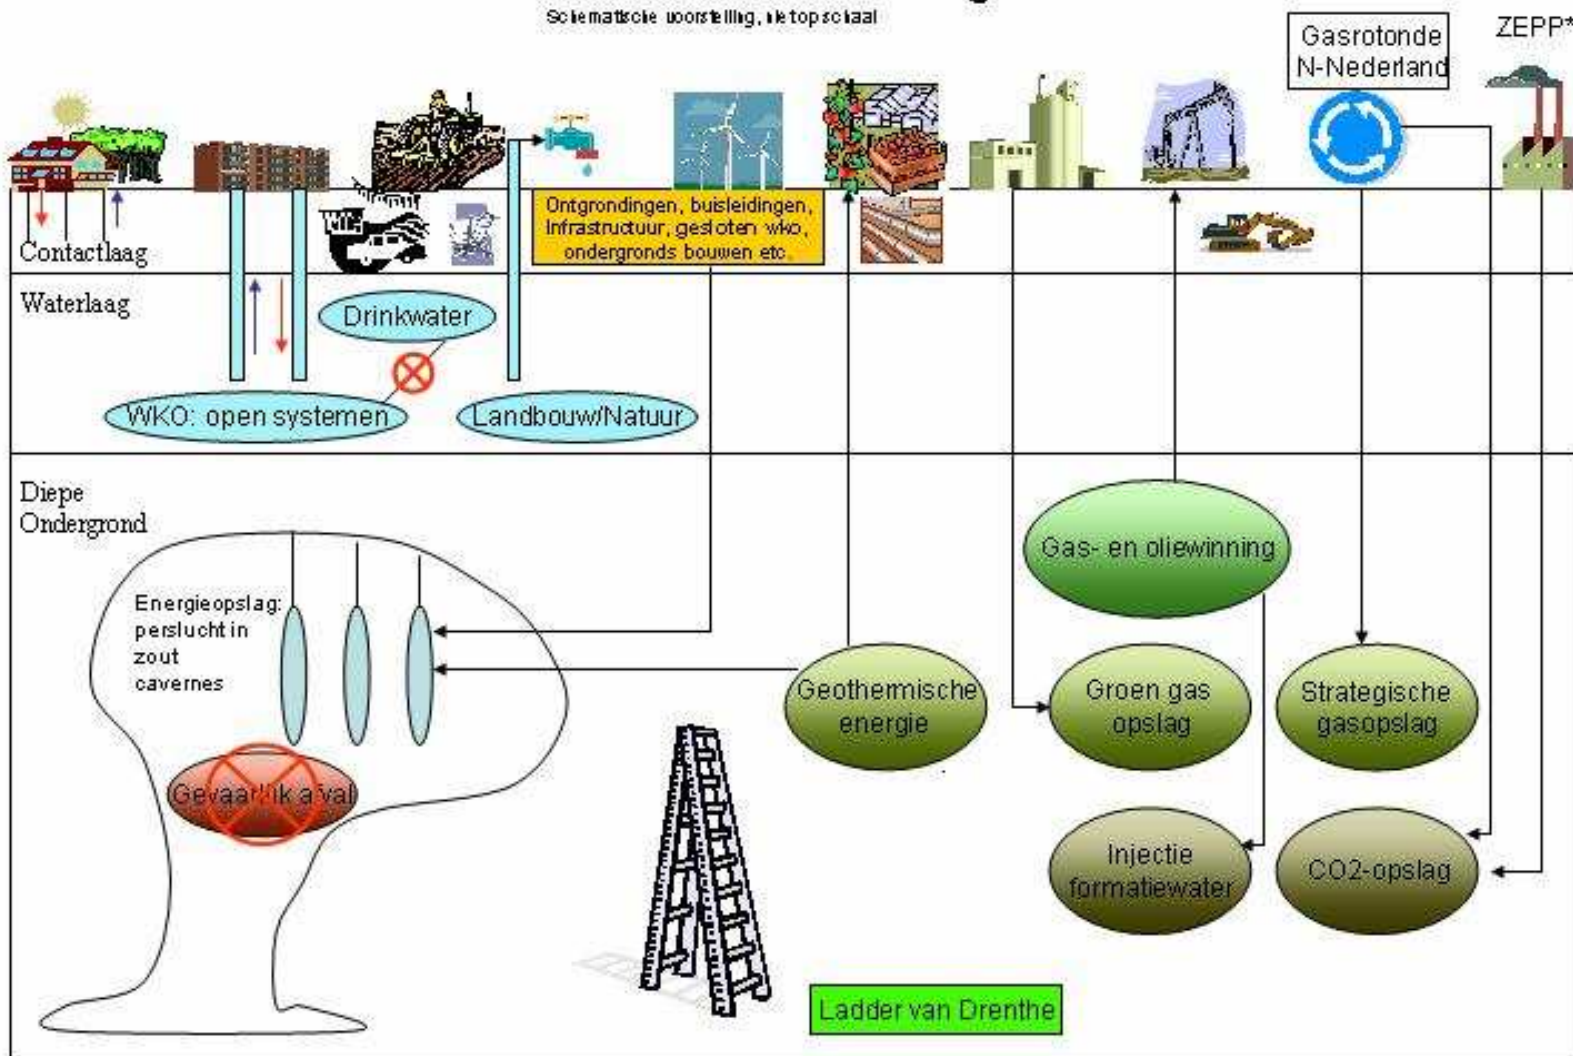 Schematische voorstelling, niet op schaal
Gasrotonde
N-Nederland
ZEPP*
Contactlaag
Ontgrondingen, buisleidingen,
Infrastructuur, gesloten wko,
ondergronds bouwen etc.
Waterlaag
Drinkwater
WKO: open systemen
Landbouw/Natuur
Diepe
Ondergrond
Energieopslag:
perslucht in
zout
cavernes
Gevaarlijk afval
Gas- en oliewinning
Geothermische
energie
Groen gas
opslag
Strategische
gasopslag
Injectie
formatiewater
CO2-opslag
Ladder van Drenthe